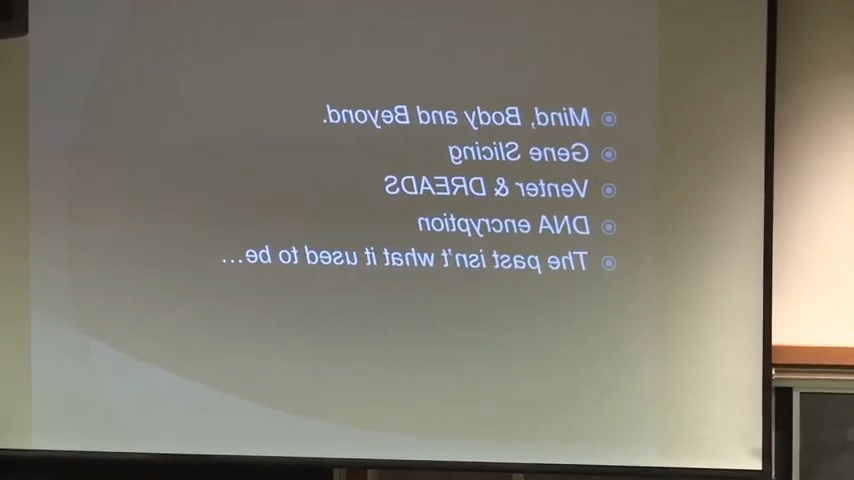 Mind, Body and Beyond.
Gene Slicing
Venter & DREADS
DNA encryption
The past isn't what it used to be...